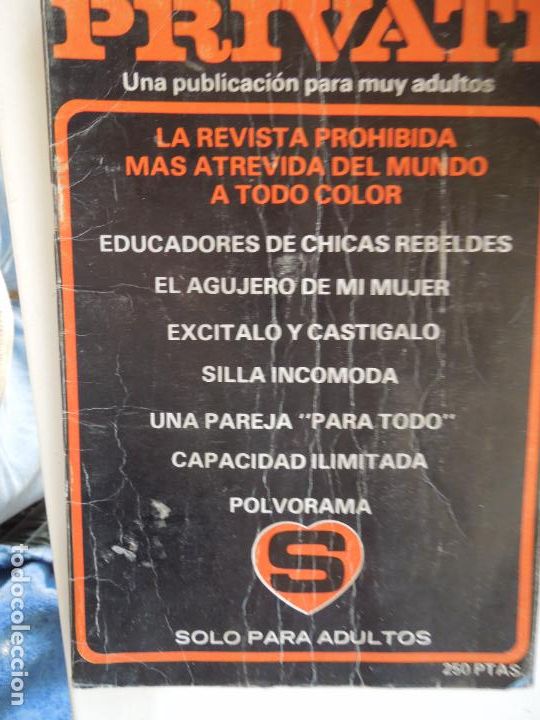 PRIVATE
Una publicación para muy adultos
LA REVISTA PROHIBIDA
MAS ATREVIDA DEL MUNDO
A TODO COLOR
EDUCADORES DE CHICAS REBELDES
EL AGUJERO DE MI MUJER
EXCITALO Y CASTIGALO
SILLA INCOMODA
UNA PAREJA "PARA TODO"
CAPACIDAD ILIMITADA
POLVORAMA
S
SOLO PARA ADULTOS
250 PTAS.
todocoleccion.net